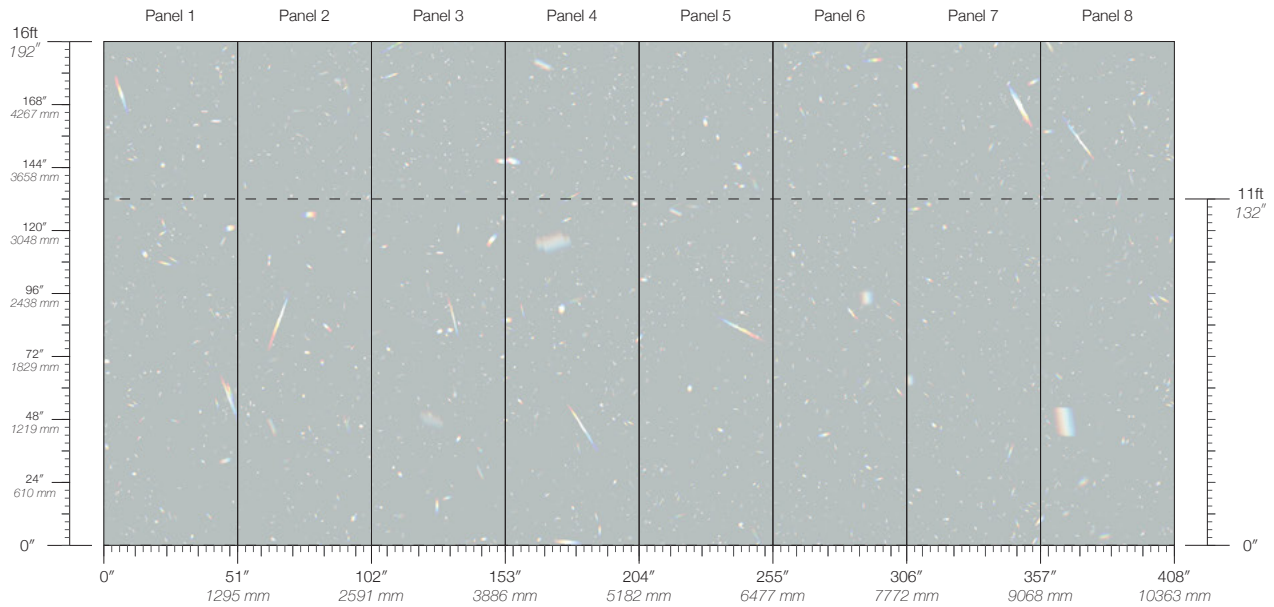 Panel 1 Panel 2 Panel 3 Panel 4 Panel 5 Panel 6 Panel 7 Panel 8
16ft
192″
168″
4267 mm
144″
3658 mm
120″
3048 mm
96″
2438 mm
72″
1829 mm
48″
1219 mm
24″
610 mm
0″
11ft
132″
0″
0″ 51″ 102″ 153″ 204″ 255″ 306″ 357″ 408″
1295 mm 2591 mm 3886 mm 5182 mm 6477 mm 7772 mm 9068 mm 10363 mm